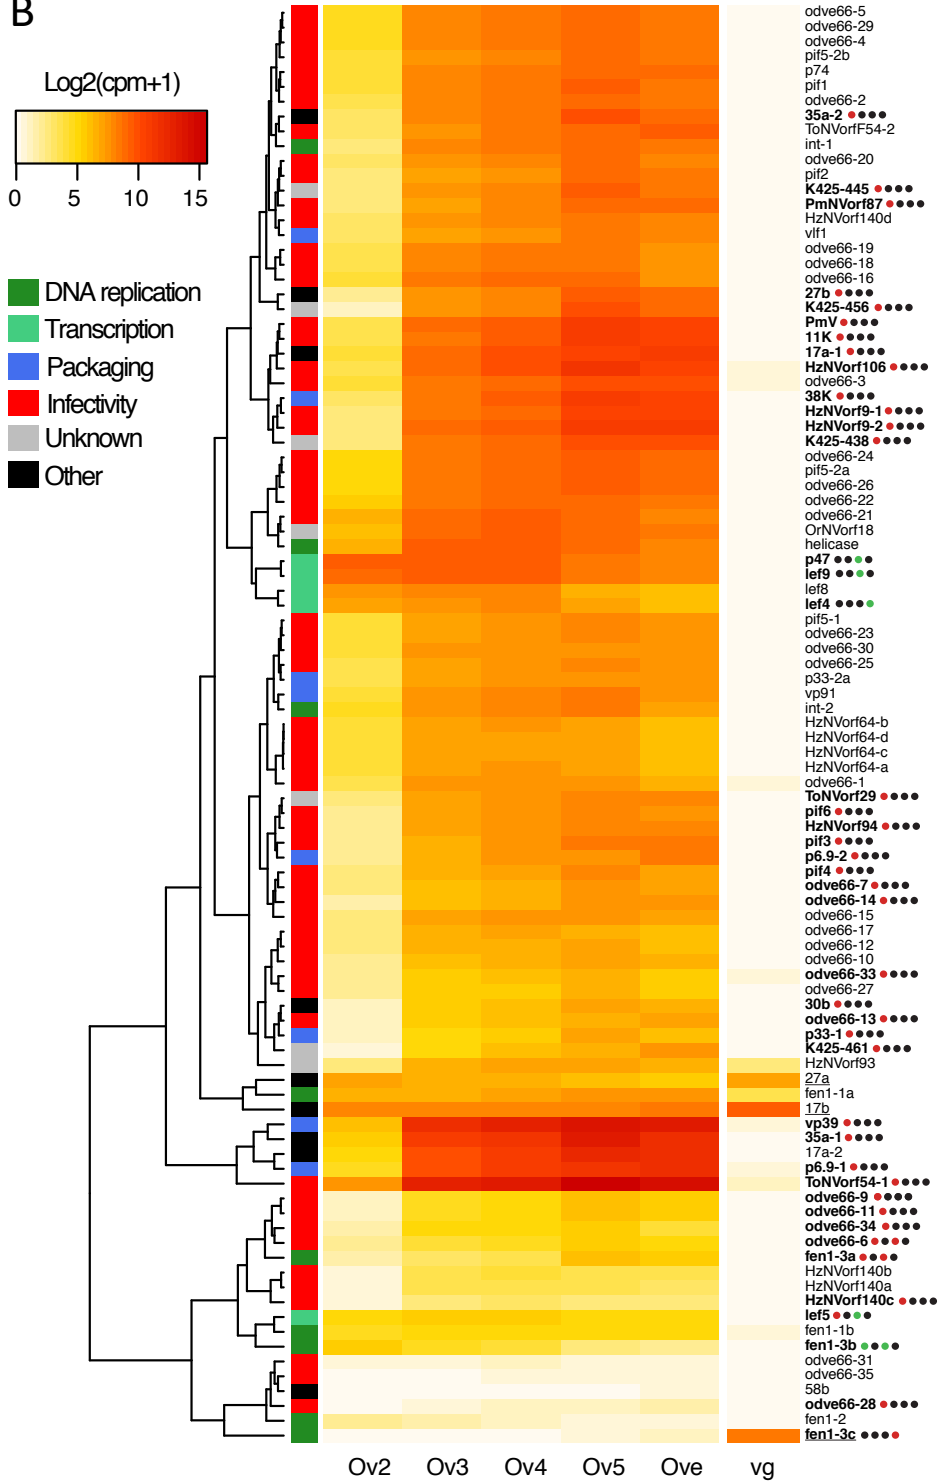 B
Log2(cpm+1)
0 5 10 15
DNA replication
Transcription
Packaging
Infectivity
Unknown
Other
odve66-5
odve66-29
odve66-4
pif5-2b
p74
pif1
odve66-2
35a-2
ToNVorfF54-2
int-1
odve66-20
pif2
K425-445
PmNVorf87
HzNVorf140d
vlf1
odve66-19
odve66-18
odve66-16
27b
K425-456
PmV
11K
17a-1
HzNVorf106
odve66-3
38K
HzNVorf9-1
HzNVorf9-2
K425-438
odve66-24
pif5-2a
odve66-26
odve66-22
odve66-21
OrNVorf18
helicase
p47
lef9
lef8
lef4
pif5-1
odve66-23
odve66-30
odve66-25
p33-2a
vp91
int-2
HzNVorf64-b
HzNVorf64-d
HzNVorf64-c
HzNVorf64-a
odve66-1
ToNVorf29
pif6
HzNVorf94
pif3
p6.9-2
pif4
odve66-7
odve66-14
odve66-15
odve66-17
odve66-12
odve66-10
odve66-33
odve66-27
30b
odve66-13
p33-1
K425-461
HzNVorf93
27a
fen1-1a
17b
vp39
35a-1
17a-2
p6.9-1
ToNVorf54-1
odve66-9
odve66-11
odve66-34
odve66-6
fen1-3a
HzNVorf140b
HzNVorf140a
HzNVorf140c
lef5
fen1-1b
fen1-3b
odve66-31
odve66-35
58b
odve66-28
fen1-2
fen1-3c
Ov2 Ov3 Ov4 Ov5 Ove vg